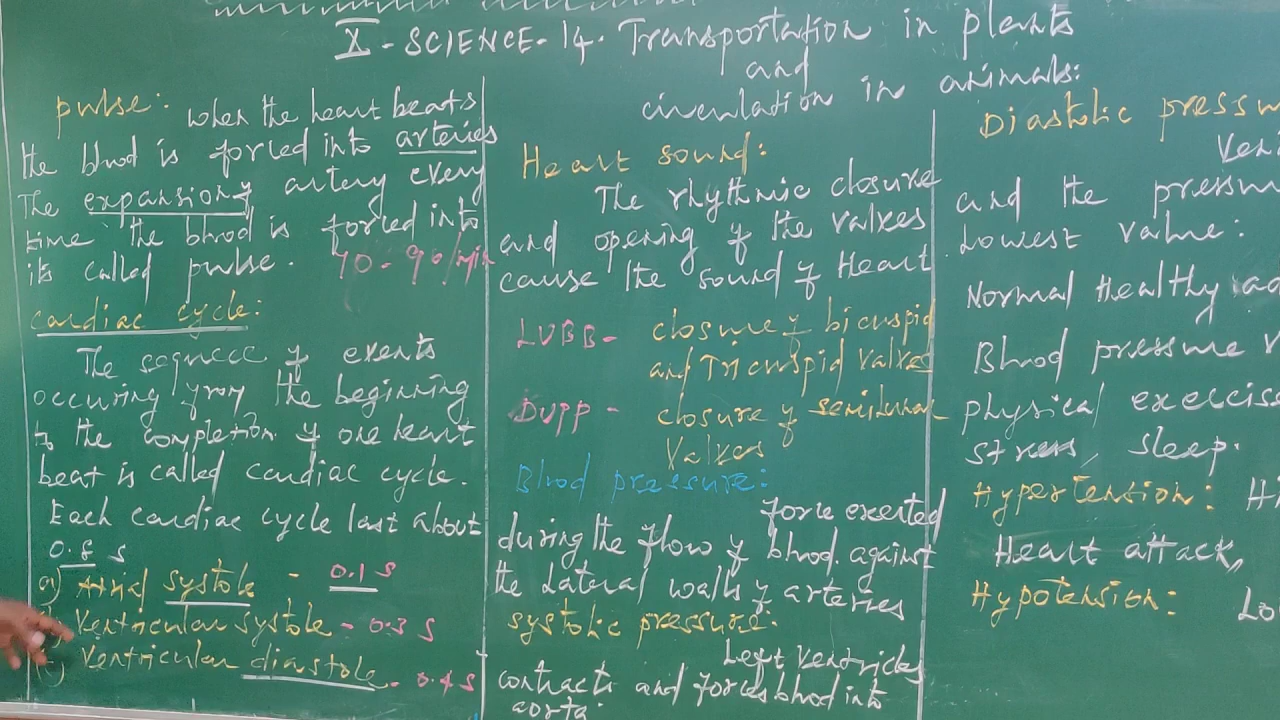 X - SCIENCE - 14. Transportation in plants
and
circulation in animals:
pulse: when the heart beats
the blood is forced into arteries
The expansion of artery every
time the blood is forced into
is called pulse. 70-90/min
cardiac cycle:
The sequece of events
occuring from the beginning
to the completion of one heart
beat is called cardiac cycle.
Each cardiac cycle last about
0.8 s
a) Atrial systole - 0.1 s
Ventricular systole - 0.3 s
c) Ventricular diastole - 0.4 s
Heart sound:
The rhythmic closure
and opening of the valves
cause the sound of Heart.
LUBB - closure of bicuspid
and Tricuspid valves
DUPP - closure of semilunar
Valves
Blood pressure:
force exerted
during the flow of blood against
the Lateral walls of arteries
systolic pressure:
Left ventricles
contracts and forces blood into
aorta.
Diastolic pressu
Ven
and the pressu
Lowest value:
Normal Healthy ad
Blood pressure v
physical exercise
stress, sleep.
Hypertension: H
Heart attack,
Hypotension: Lo